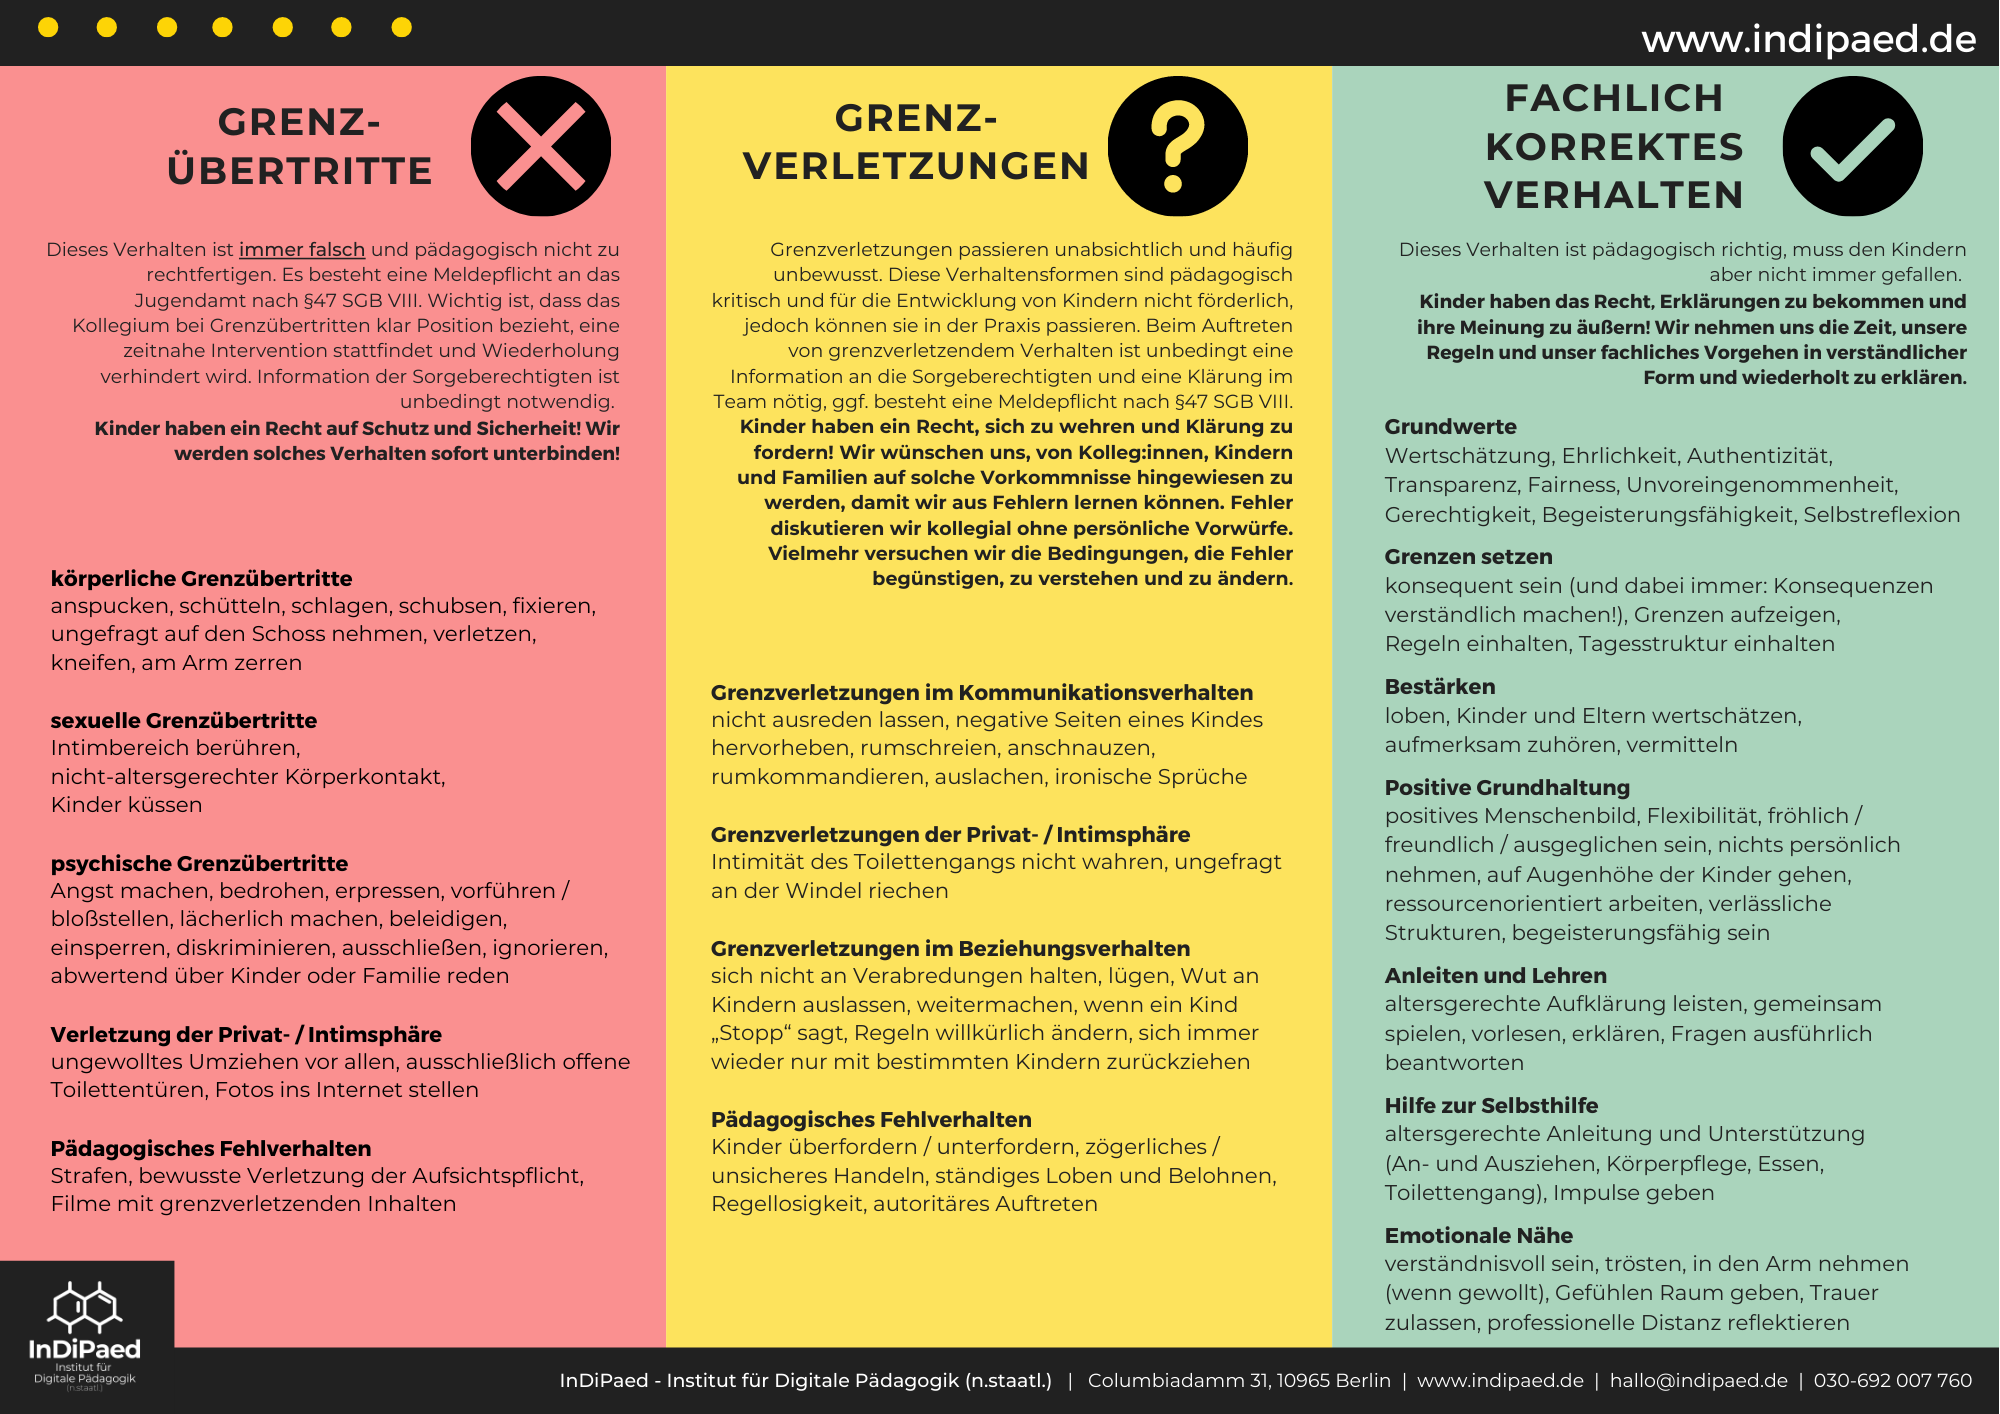 www.indipaed.de
GRENZ-
ÜBERTRITTE
Dieses Verhalten ist immer falsch und pädagogisch nicht zu
rechtfertigen. Es besteht eine Meldepflicht an das
Jugendamt nach §47 SGB VIII. Wichtig ist, dass das
Kollegium bei Grenzübertritten klar Position bezieht, eine
zeitnahe Intervention stattfindet und Wiederholung
verhindert wird. Information der Sorgeberechtigten ist
unbedingt notwendig.
Kinder haben ein Recht auf Schutz und Sicherheit! Wir
werden solches Verhalten sofort unterbinden!
körperliche Grenzübertritte
anspucken, schütteln, schlagen, schubsen, fixieren,
ungefragt auf den Schoss nehmen, verletzen,
kneifen, am Arm zerren
sexuelle Grenzübertritte
Intimbereich berühren,
nicht-altersgerechter Körperkontakt,
Kinder küssen
psychische Grenzübertritte
Angst machen, bedrohen, erpressen, vorführen /
bloßstellen, lächerlich machen, beleidigen,
einsperren, diskriminieren, ausschließen, ignorieren,
abwertend über Kinder oder Familie reden
Verletzung der Privat- / Intimsphäre
ungewolltes Umziehen vor allen, ausschließlich offene
Toilettentüren, Fotos ins Internet stellen
Pädagogisches Fehlverhalten
Strafen, bewusste Verletzung der Aufsichtspflicht,
Filme mit grenzverletzenden Inhalten
GRENZ-
VERLETZUNGEN
?
Grenzverletzungen passieren unabsichtlich und häufig
unbewusst. Diese Verhaltensformen sind pädagogisch
kritisch und für die Entwicklung von Kindern nicht förderlich,
jedoch können sie in der Praxis passieren. Beim Auftreten
von grenzverletzendem Verhalten ist unbedingt eine
Information an die Sorgeberechtigten und eine Klärung im
Team nötig, ggf. besteht eine Meldepflicht nach §47 SGB VIII.
Kinder haben ein Recht, sich zu wehren und Klärung zu
fordern! Wir wünschen uns, von Kolleg:innen, Kindern
und Familien auf solche Vorkommnisse hingewiesen zu
werden, damit wir aus Fehlern lernen können. Fehler
diskutieren wir kollegial ohne persönliche Vorwürfe.
Vielmehr versuchen wir die Bedingungen, die Fehler
begünstigen, zu verstehen und zu ändern.
Grenzverletzungen im Kommunikationsverhalten
nicht ausreden lassen, negative Seiten eines Kindes
hervorheben, rumschreien, anschnauzen,
rumkommandieren, auslachen, ironische Sprüche
Grenzverletzungen der Privat- / Intimsphäre
Intimität des Toilettengangs nicht wahren, ungefragt
an der Windel riechen
Grenzverletzungen im Beziehungsverhalten
sich nicht an Verabredungen halten, lügen, Wut an
Kindern auslassen, weitermachen, wenn ein Kind
„Stopp“ sagt, Regeln willkürlich ändern, sich immer
wieder nur mit bestimmten Kindern zurückziehen
Pädagogisches Fehlverhalten
Kinder überfordern / unterfordern, zögerliches /
unsicheres Handeln, ständiges Loben und Belohnen,
Regellosigkeit, autoritäres Auftreten
FACHLICH
KORREKTES
VERHALTEN
Dieses Verhalten ist pädagogisch richtig, muss den Kindern
aber nicht immer gefallen.
Kinder haben das Recht, Erklärungen zu bekommen und
ihre Meinung zu äußern! Wir nehmen uns die Zeit, unsere
Regeln und unser fachliches Vorgehen in verständlicher
Form und wiederholt zu erklären.
Grundwerte
Wertschätzung, Ehrlichkeit, Authentizität,
Transparenz, Fairness, Unvoreingenommenheit,
Gerechtigkeit, Begeisterungsfähigkeit, Selbstreflexion
Grenzen setzen
konsequent sein (und dabei immer: Konsequenzen
verständlich machen!), Grenzen aufzeigen,
Regeln einhalten, Tagesstruktur einhalten
Bestärken
loben, Kinder und Eltern wertschätzen,
aufmerksam zuhören, vermitteln
Positive Grundhaltung
positives Menschenbild, Flexibilität, fröhlich /
freundlich / ausgeglichen sein, nichts persönlich
nehmen, auf Augenhöhe der Kinder gehen,
ressourcenorientiert arbeiten, verlässliche
Strukturen, begeisterungsfähig sein
Anleiten und Lehren
altersgerechte Aufklärung leisten, gemeinsam
spielen, vorlesen, erklären, Fragen ausführlich
beantworten
Hilfe zur Selbsthilfe
altersgerechte Anleitung und Unterstützung
(An- und Ausziehen, Körperpflege, Essen,
Toilettengang), Impulse geben
Emotionale Nähe
verständnisvoll sein, trösten, in den Arm nehmen
(wenn gewollt), Gefühlen Raum geben, Trauer
zulassen, professionelle Distanz reflektieren
InDiPaed
Institut für
Digitale Pädagogik
(n.staatl.)
InDiPaed - Institut für Digitale Pädagogik (n.staatl.) | Columbiadamm 31, 10965 Berlin | www.indipaed.de | hallo@indipaed.de | 030-692 007 760